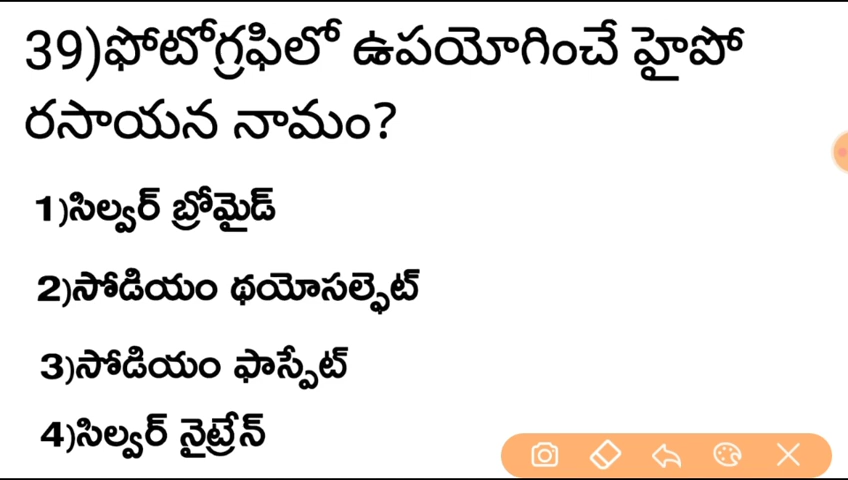 39)ఫోటోగ్రఫిలో ఉపయోగించే హైపో
రసాయన నామం?
1)సిల్వర్ బ్రోమైడ్
2)సోడియం థయోసల్ఫెట్
3)సోడియం ఫాస్పేట్
4)సిల్వర్ నైట్రేన్